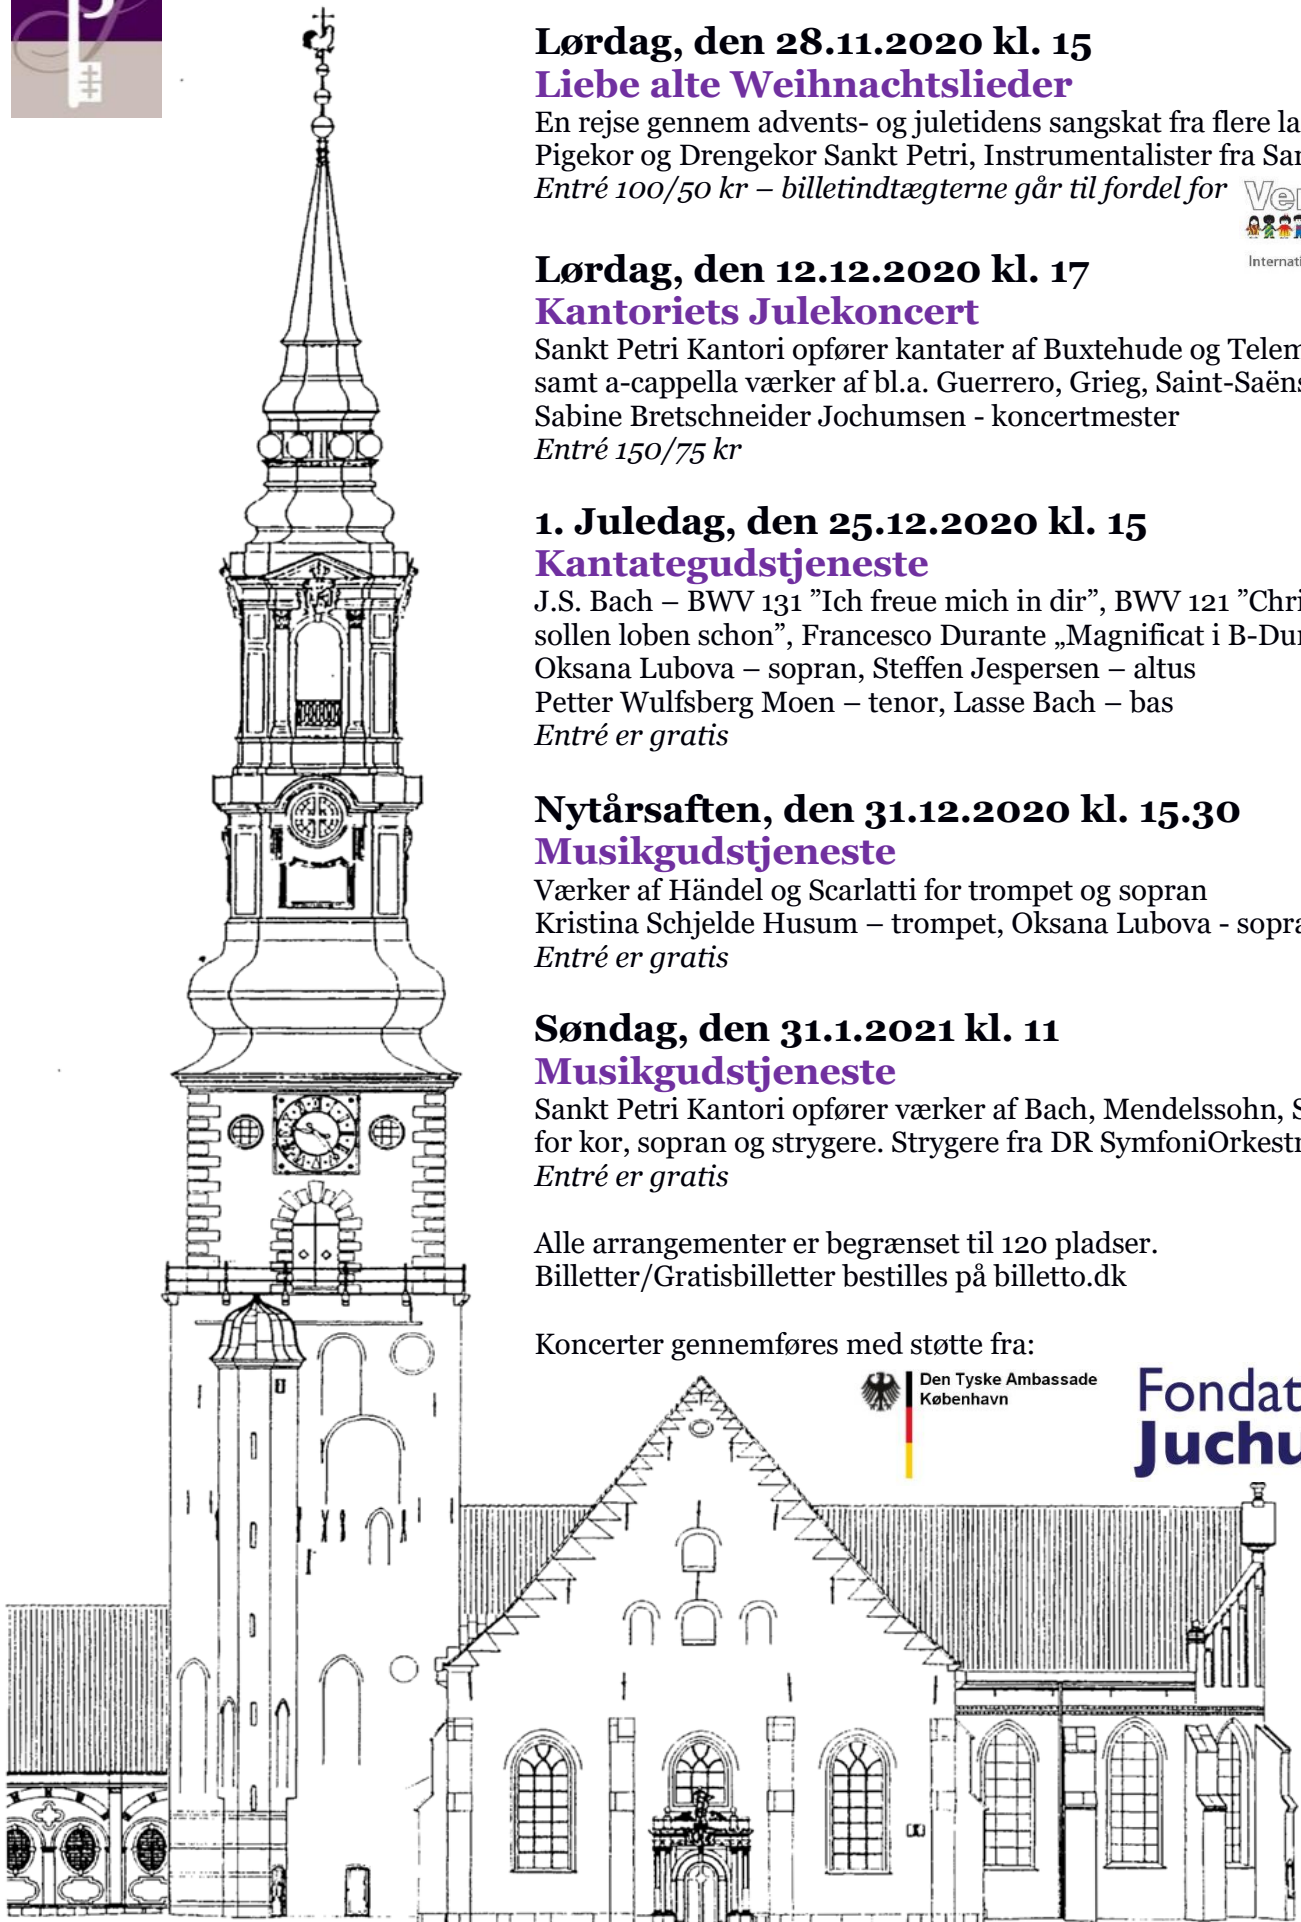 Lørdag, den 28.11.2020 kl. 15
Liebe alte Weihnachtslieder
En rejse gennem advents- og juletidens sangskat fra flere la
Pigekor og Drengekor Sankt Petri, Instrumentalister fra Sa
Entré 100/50 kr – billetindtægterne går til fordel for
Ver
Internati
Lørdag, den 12.12.2020 kl. 17
Kantoriets Julekoncert
Sankt Petri Kantori opfører kantater af Buxtehude og Telem
samt a-cappella værker af bl.a. Guerrero, Grieg, Saint-Saëns
Sabine Bretschneider Jochumsen - koncertmester
Entré 150/75 kr
1. Juledag, den 25.12.2020 kl. 15
Kantategudstjeneste
J.S. Bach – BWV 131 ”Ich freue mich in dir”, BWV 121 ”Chri
sollen loben schon”, Francesco Durante „Magnificat i B-Dur
Oksana Lubova – sopran, Steffen Jespersen – altus
Petter Wulfsberg Moen – tenor, Lasse Bach – bas
Entré er gratis
Nytårsaften, den 31.12.2020 kl. 15.30
Musikgudstjeneste
Værker af Händel og Scarlatti for trompet og sopran
Kristina Schjelde Husum – trompet, Oksana Lubova - sopra
Entré er gratis
Søndag, den 31.1.2021 kl. 11
Musikgudstjeneste
Sankt Petri Kantori opfører værker af Bach, Mendelssohn, S
for kor, sopran og strygere. Strygere fra DR SymfoniOrkestr
Entré er gratis
Alle arrangementer er begrænset til 120 pladser.
Billetter/Gratisbilletter bestilles på billetto.dk
Koncerter gennemføres med støtte fra:
Den Tyske Ambassade
København
Fondat
Juchu